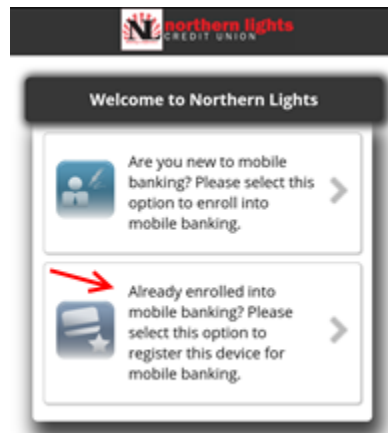 NL northern lights
CREDIT UNION
Welcome to Northern Lights
Are you new to mobile
banking? Please select this
option to enroll into
mobile banking.
Already enrolled into
mobile banking? Please
select this option to
register this device for
mobile banking.